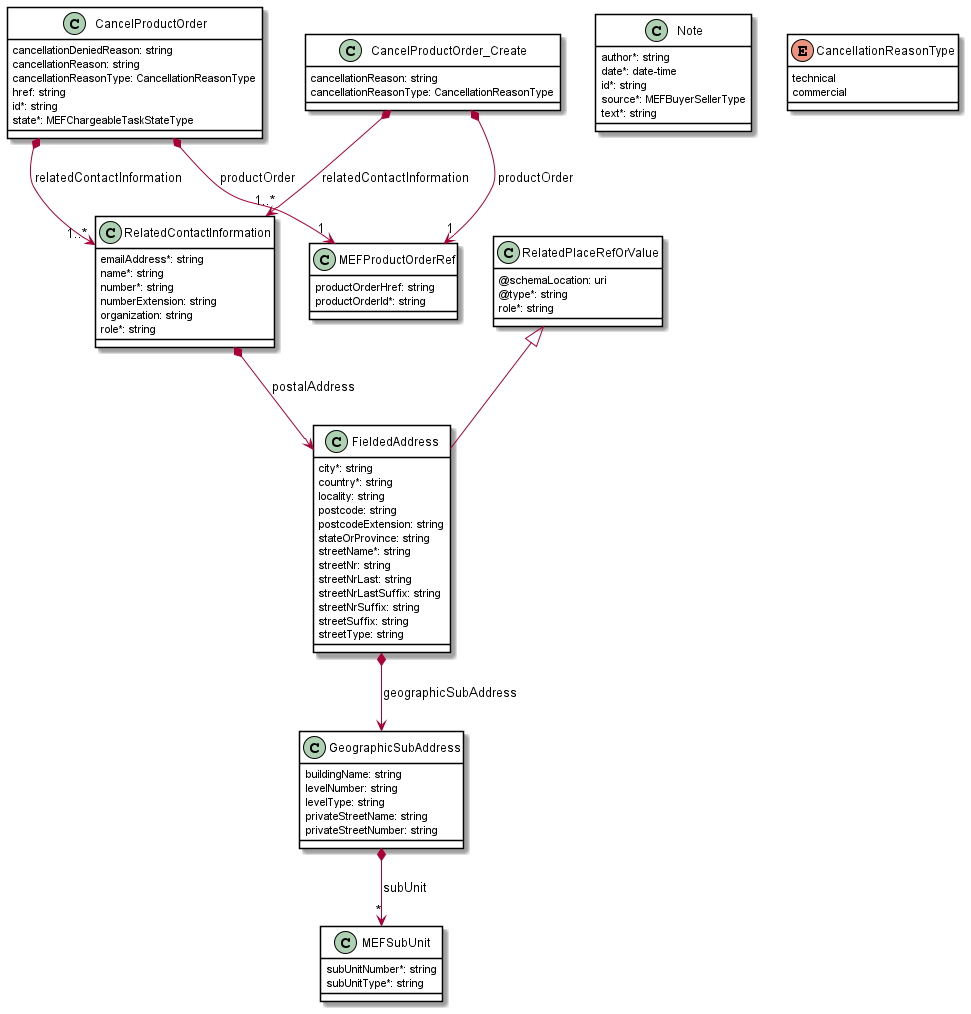 C CancelProductOrder
cancellationDeniedReason: string
cancellationReason: string
cancellationReasonType: CancellationReasonType
href: string
id*: string
state*: MEFChargeableTaskStateType
C CancelProductOrder_Create
cancellationReason: string
cancellationReasonType: CancellationReasonType
C Note
author*: string
date*: date-time
id*: string
source*: MEFBuyerSellerType
text*: string
E CancellationReasonType
technical
commercial
relatedContactInformation
productOrder
relatedContactInformation
productOrder
1..*
1..*
1
1
C RelatedContactInformation
emailAddress*: string
name*: string
number*: string
numberExtension: string
organization: string
role*: string
C MEFProductOrderRef
productOrderHref: string
productOrderId*: string
C RelatedPlaceRefOrValue
@schemaLocation: uri
@type*: string
role*: string
postalAddress
C FieldedAddress
city*: string
country*: string
locality: string
postcode: string
postcodeExtension: string
stateOrProvince: string
streetName*: string
streetNr: string
streetNrLast: string
streetNrLastSuffix: string
streetNrSuffix: string
streetSuffix: string
streetType: string
geographicSubAddress
C GeographicSubAddress
buildingName: string
levelNumber: string
levelType: string
privateStreetName: string
privateStreetNumber: string
subUnit
*
C MEFSubUnit
subUnitNumber*: string
subUnitType*: string